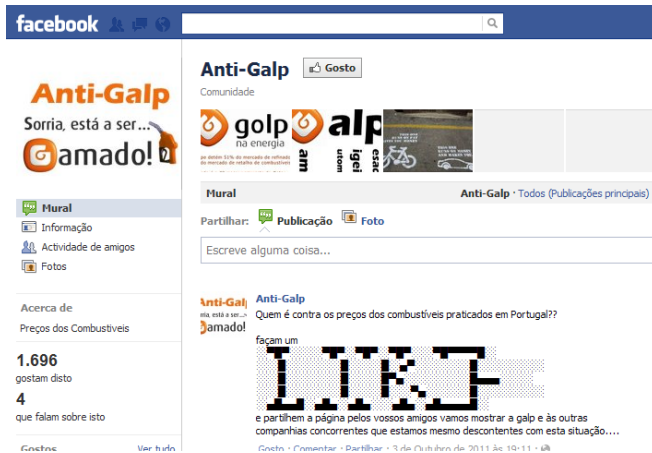 facebook
Anti-Galp
Sorria, está a ser...
Gamado!
Mural
Informação
Actividade de amigos
Fotos
Acerca de
Preços dos Combustiveis
1.696
gostam disto
4
que falam sobre isto
Gostos Ver tudo
Anti-Galp Gosto
Comunidade
golp
na energia
alp
Mural Anti-Galp · Todos (Publicações principais)
Partilhar: Publicação Foto
Escreve alguma coisa...
Anti-Galp
Quem é contra os preços dos combustíveis praticados em Portugal??
façam um
LIKE
e partilhem a página pelos vossos amigos vamos mostrar a galp e às outras
companhias concorrentes que estamos mesmo descontentes com esta situação....
Gosto · Comentar · Partilhar · 3 de Outubro de 2011 às 19:11 ·